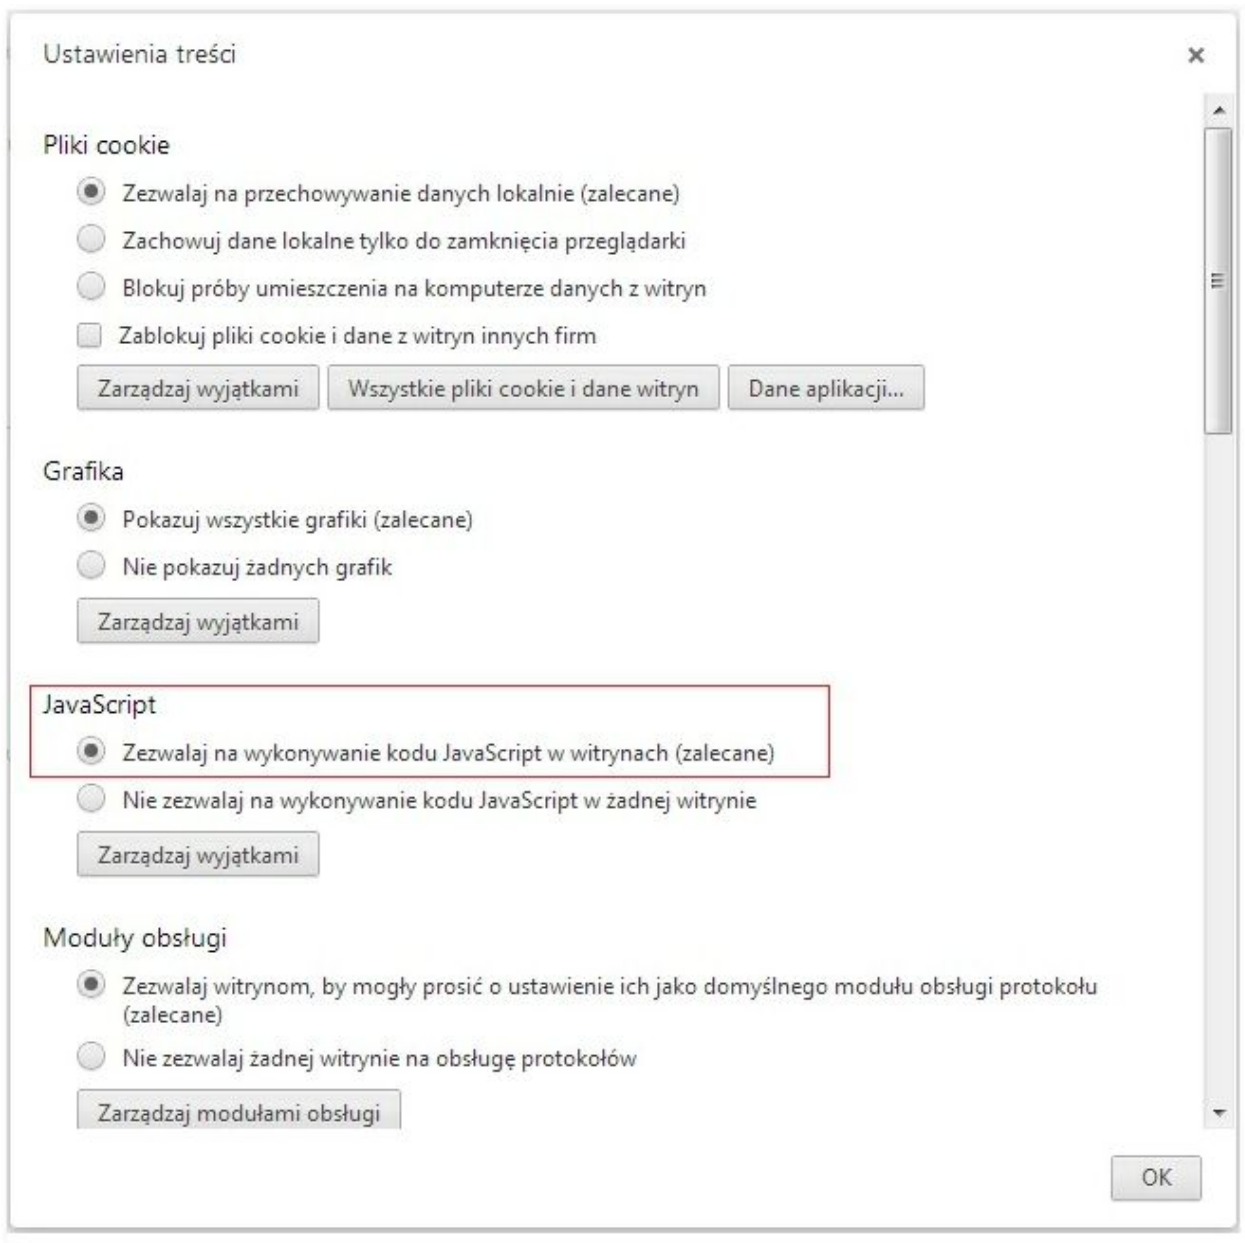 Ustawienia treści
Pliki cookie
Zezwalaj na przechowywanie danych lokalnie (zalecane)
Zachowuj dane lokalne tylko do zamknięcia przeglądarki
Blokuj próby umieszczenia na komputerze danych z witryn
Zablokuj pliki cookie i dane z witryn innych firm
Zarządzaj wyjątkami Wszystkie pliki cookie i dane witryn Dane aplikacji...
Grafika
Pokazuj wszystkie grafiki (zalecane)
Nie pokazuj żadnych grafik
Zarządzaj wyjątkami
JavaScript
Zezwalaj na wykonywanie kodu JavaScript w witrynach (zalecane)
Nie zezwalaj na wykonywanie kodu JavaScript w żadnej witrynie
Zarządzaj wyjątkami
Moduły obsługi
Zezwalaj witrynom, by mogły prosić o ustawienie ich jako domyślnego modułu obsługi protokołu
(zalecane)
Nie zezwalaj żadnej witrynie na obsługę protokołów
Zarządzaj modułami obsługi
OK